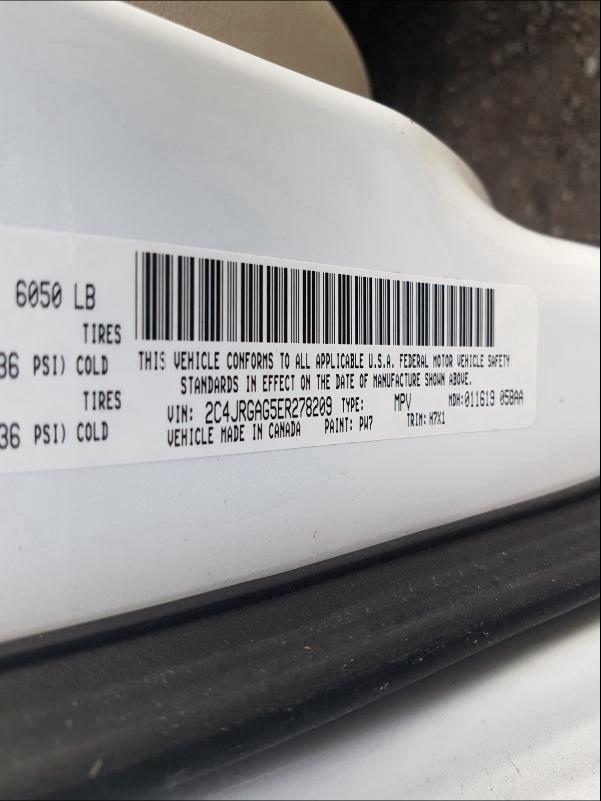 6050 LB
TIRES
36 PSI) COLD
TIRES
36 PSI) COLD
THIS VEHICLE CONFORMS TO ALL APPLICABLE U.S.A. FEDERAL MOTOR VEHICLE SAFETY
STANDARDS IN EFFECT ON THE DATE OF MANUFACTURE SHOWN ABOVE.
VIN: 2C4JRGAG5ER278209 TYPE: MPV MDH: 011619 058AA
VEHICLE MADE IN CANADA PAINT: PW7 TRIM: H7X1